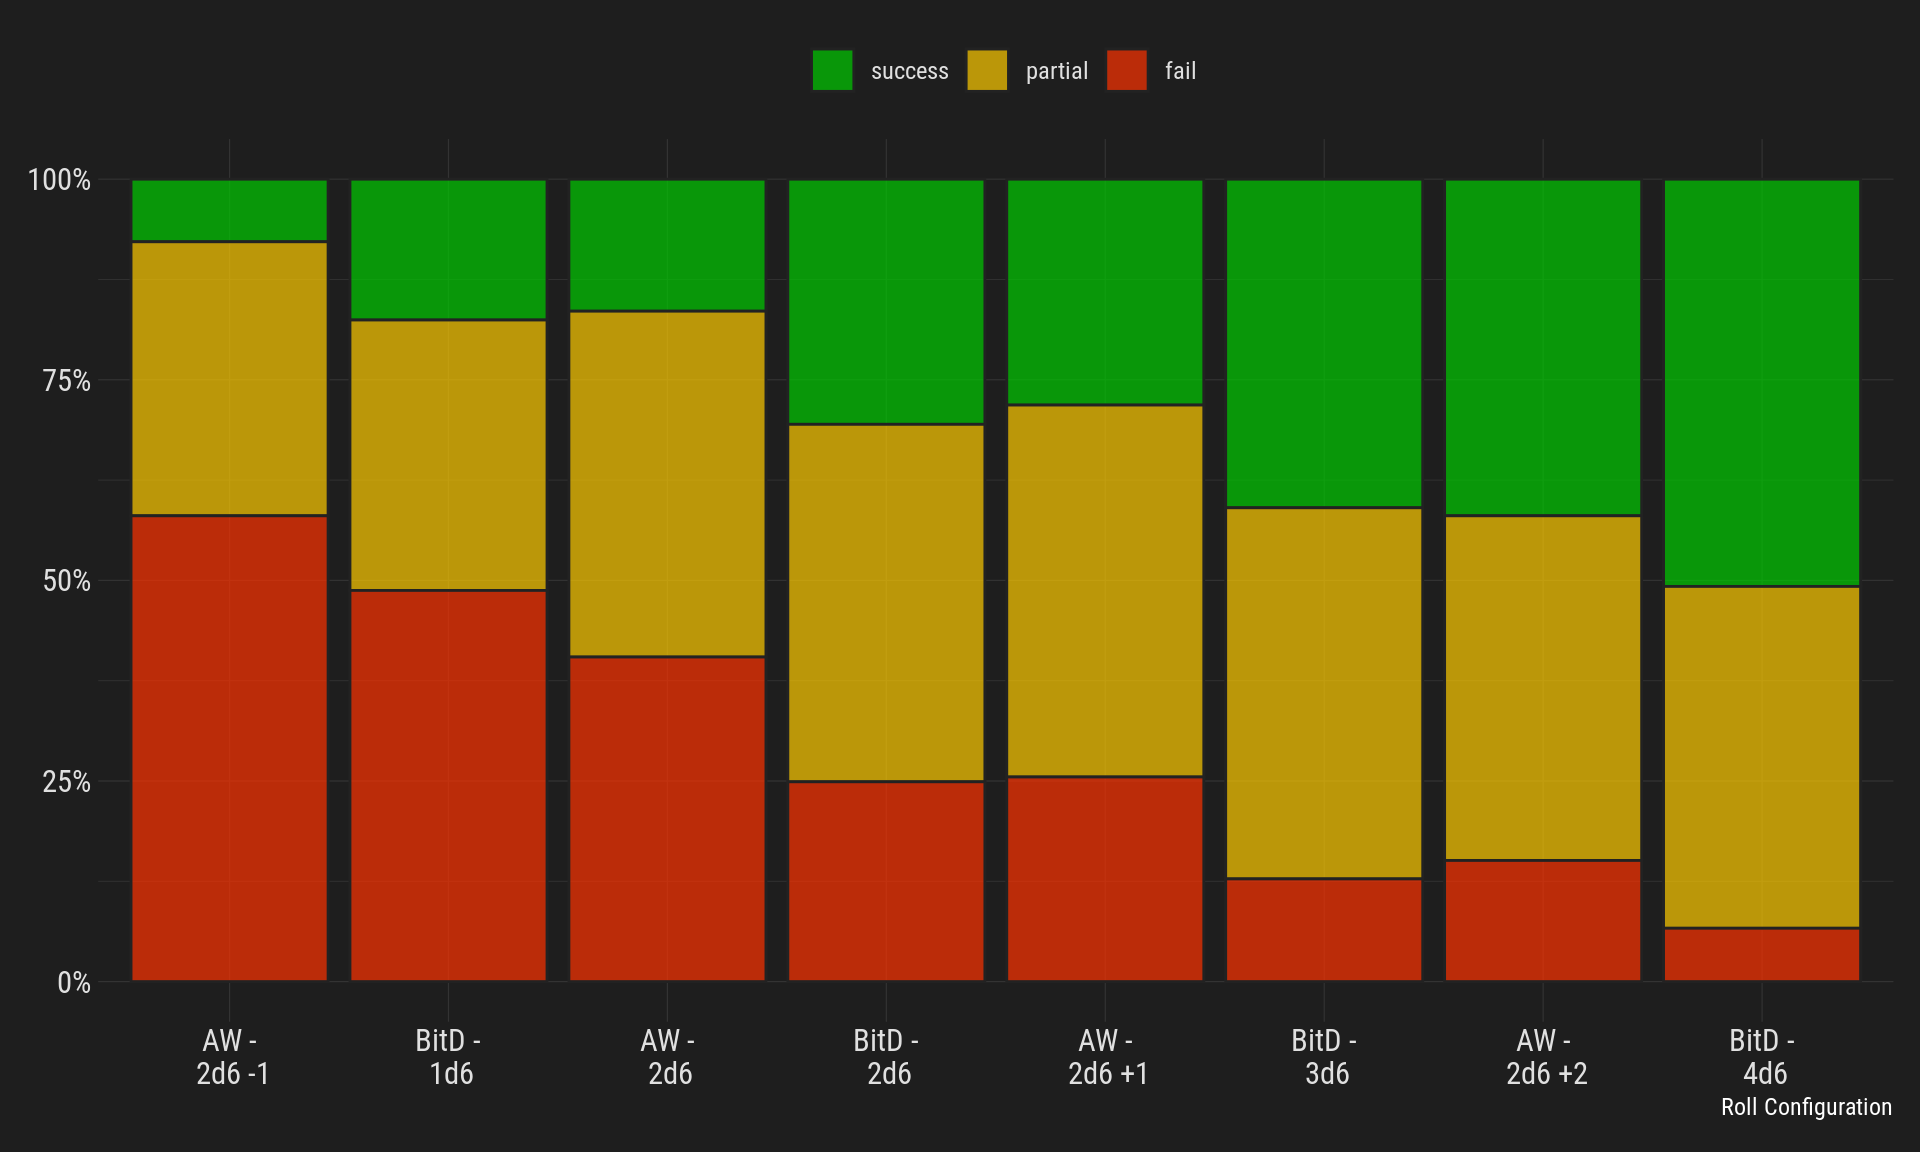 success partial fail
100%
75%
50%
25%
0%
AW - BitD - AW - BitD - AW - BitD - AW - BitD -
2d6 -1 1d6 2d6 2d6 2d6 +1 3d6 2d6 +2 4d6
Roll Configuration